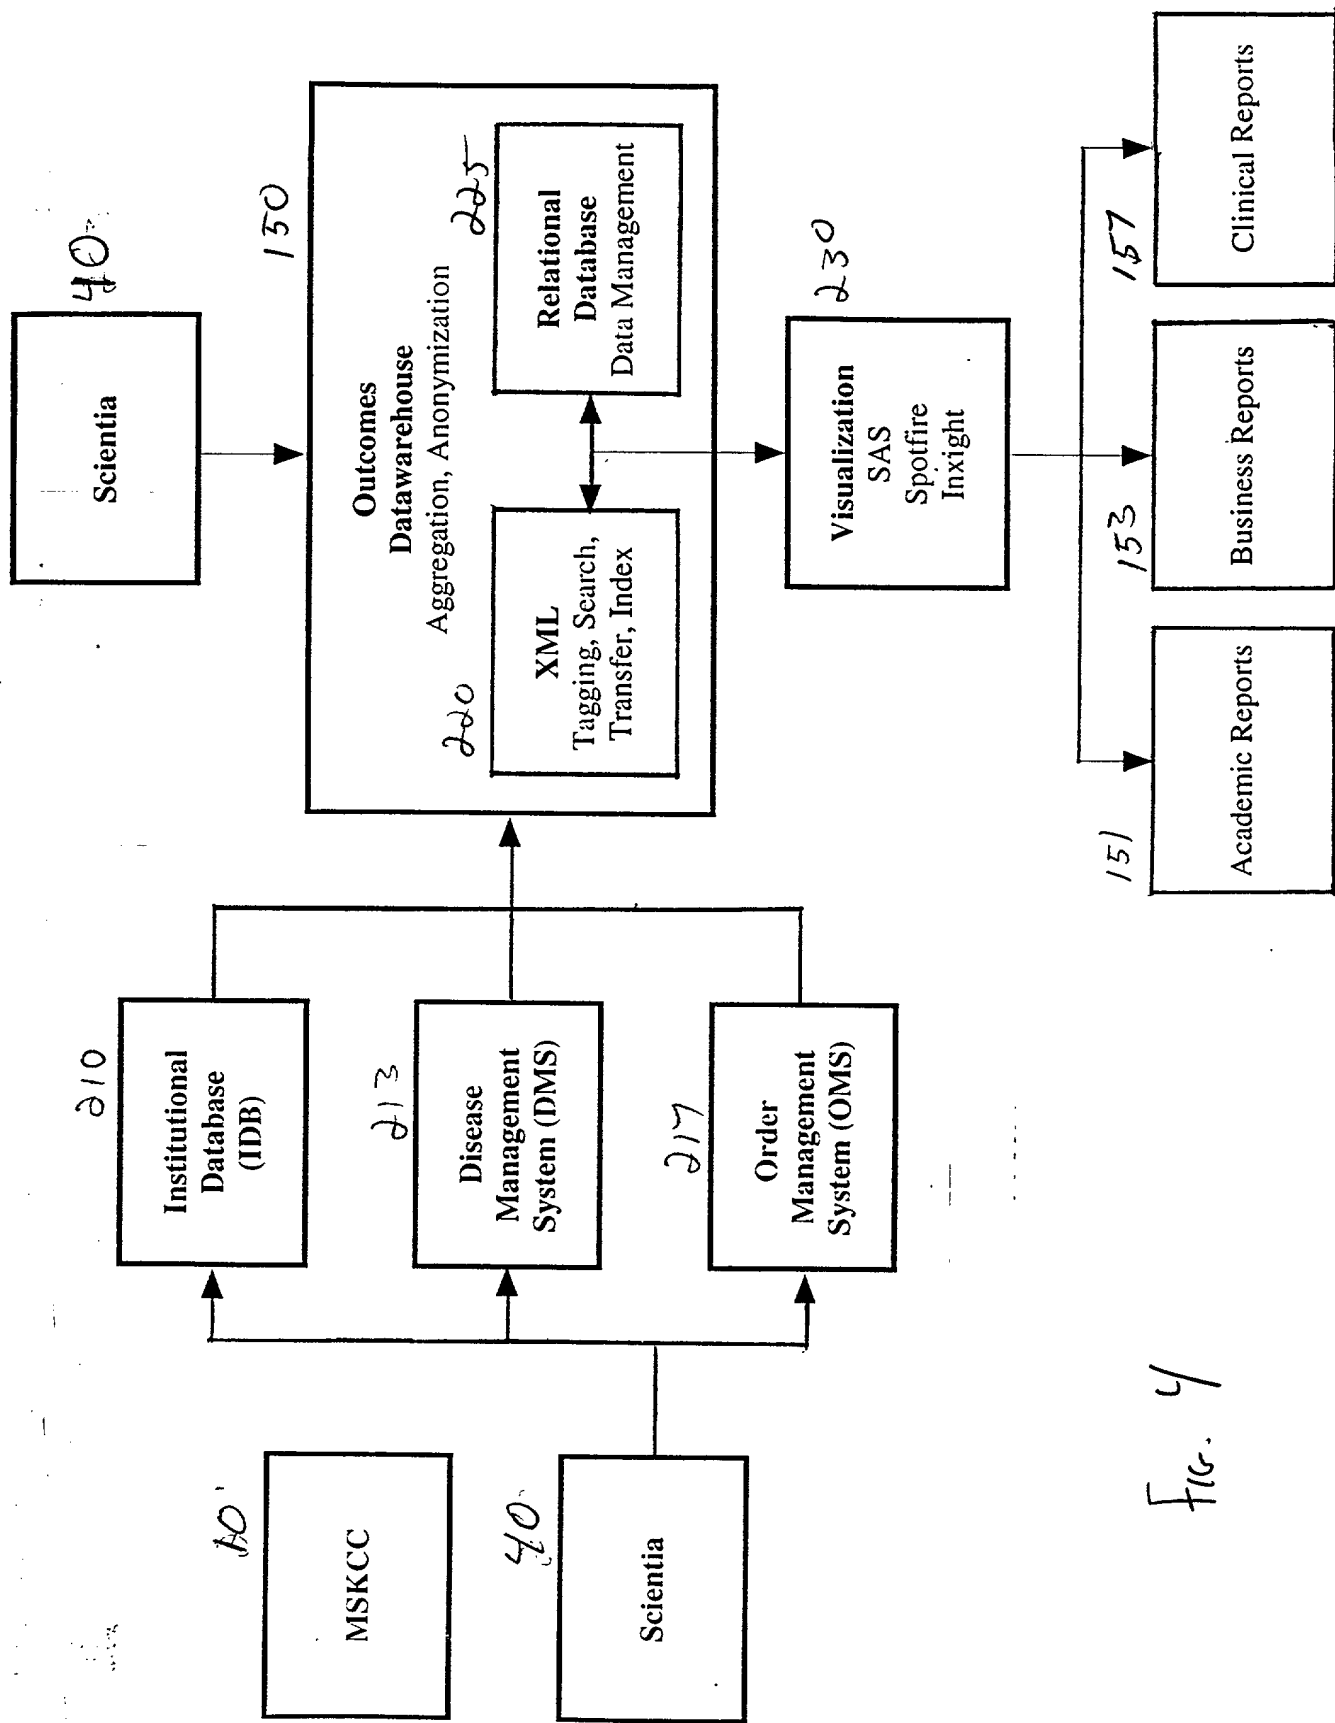 10
MSKCC
40
Scientia
210
Institutional
Database
(IDB)
213
Disease
Management
System (DMS)
217
Order
Management
System (OMS)
40
Scientia
150
Outcomes
Datawarehouse
Aggregation, Anonymization
220
XML
Tagging, Search,
Transfer, Index
225
Relational
Database
Data Management
230
Visualization
SAS
Spotfire
Inxight
151
Academic Reports
153
Business Reports
157
Clinical Reports
FIG. 4